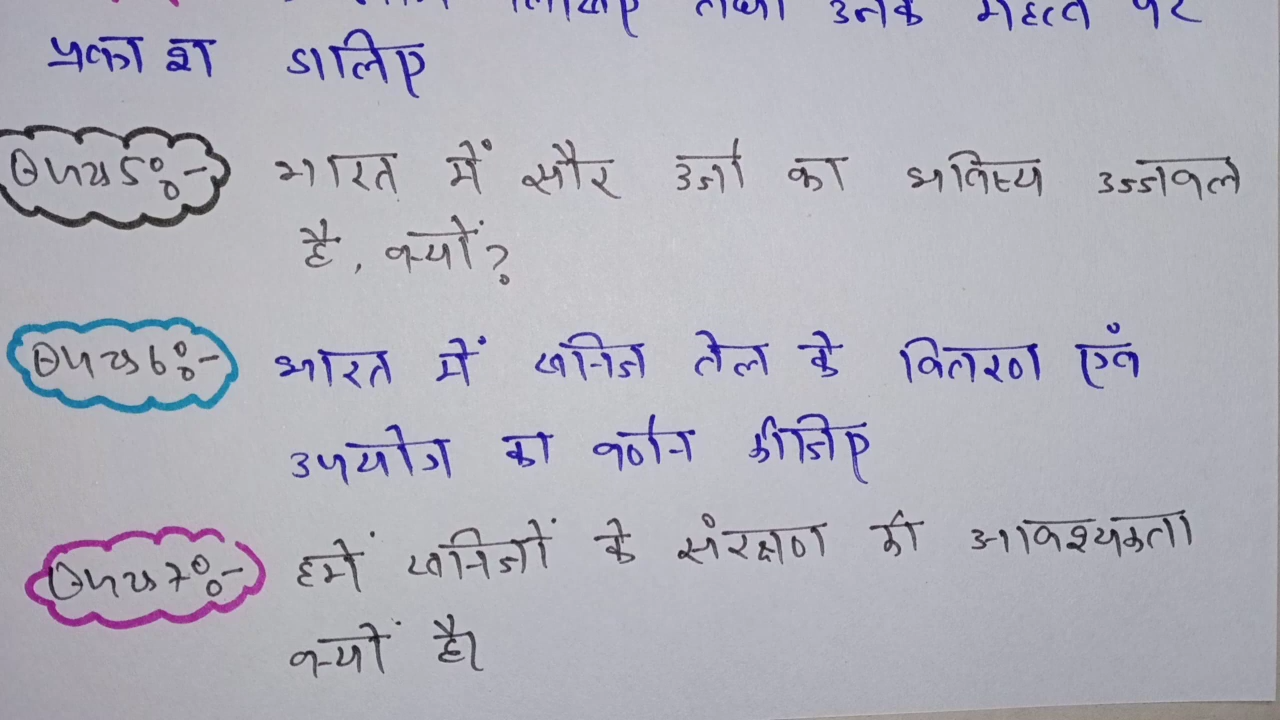 लिखिए तथा उनके महत्व पर
प्रकाश डालिए
Ques5:- भारत में सौर उर्जा का भविष्य उज्जवल
है, क्यों?
Ques6:- भारत में खनिज तेल के वितरण एवं
उपयोग का वर्णन कीजिए
Ques7:- हमें खनिजों के संरक्षण की आवश्यकता
क्यों है।